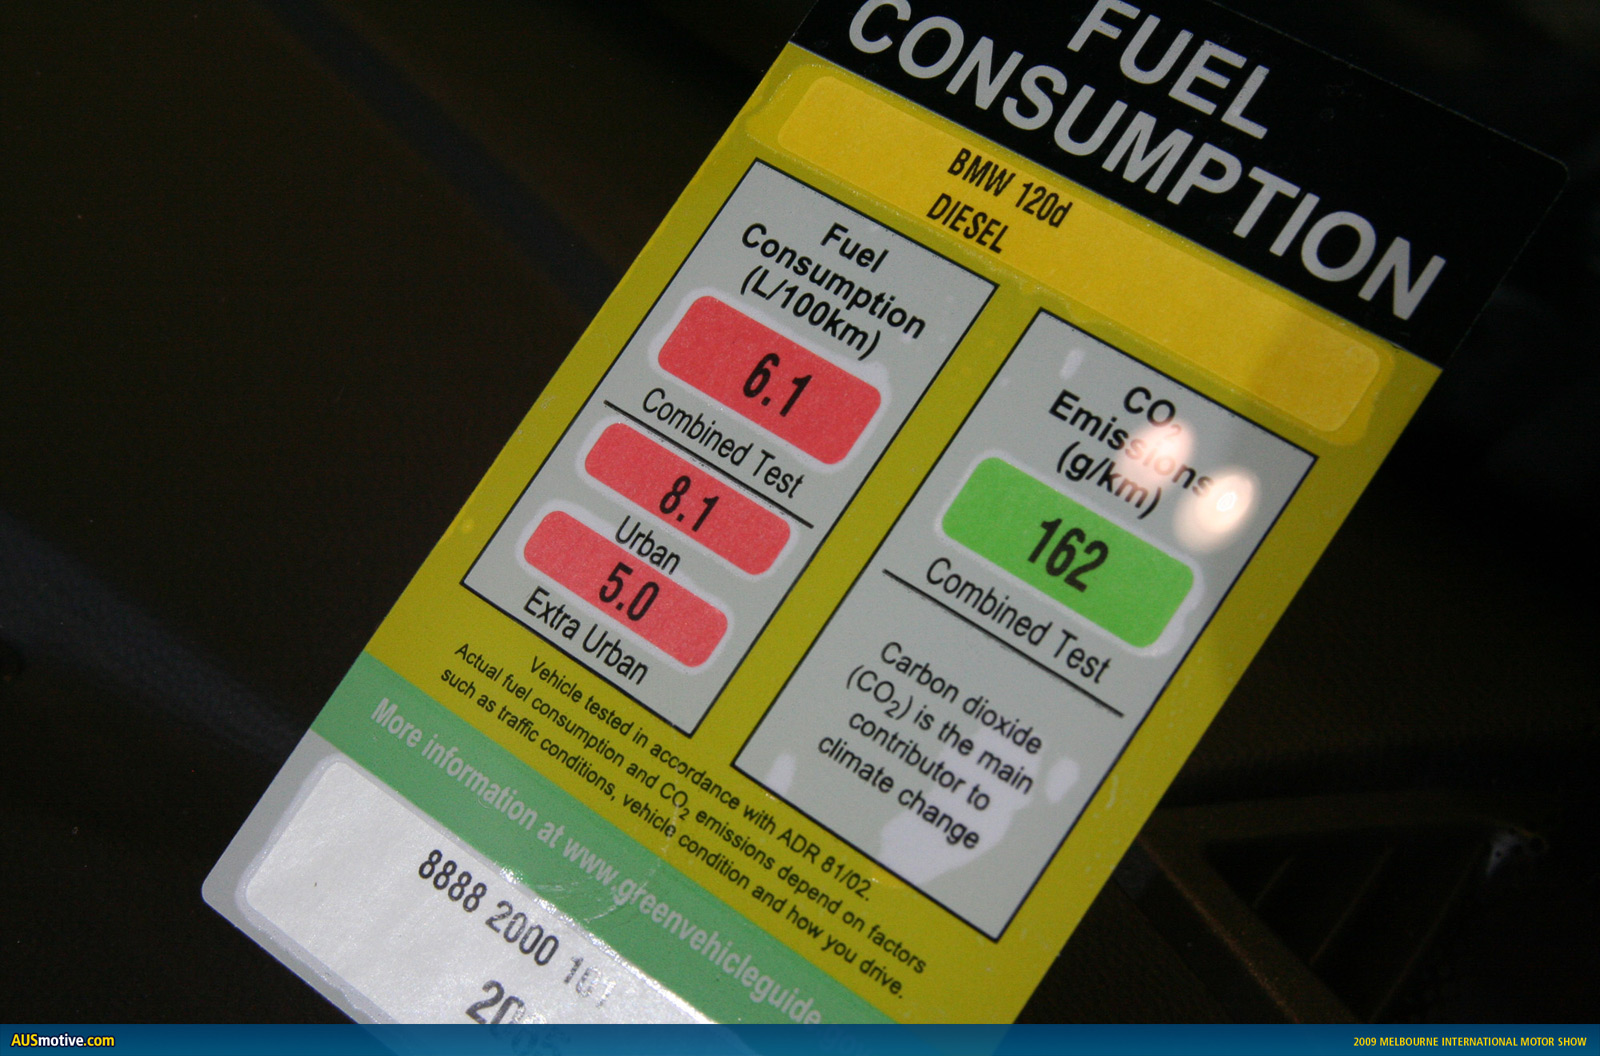 FUEL
CONSUMPTION
BMW 120d
DIESEL
Fuel
Consumption
(L/100km)
6.1
Combined Test
8.1
Urban
5.0
Extra Urban
CO₂
Emissions
(g/km)
162
Combined Test
Carbon dioxide
(CO₂) is the main
contributor to
climate change
Vehicle tested in accordance with ADR 81/02.
Actual fuel consumption and CO₂ emissions depend on factors
such as traffic conditions, vehicle condition and how you drive.
More information at www.greenvehicleguide
8888 2000
AUSmotive.com
2009 MELBOURNE INTERNATIONAL MOTOR SHOW